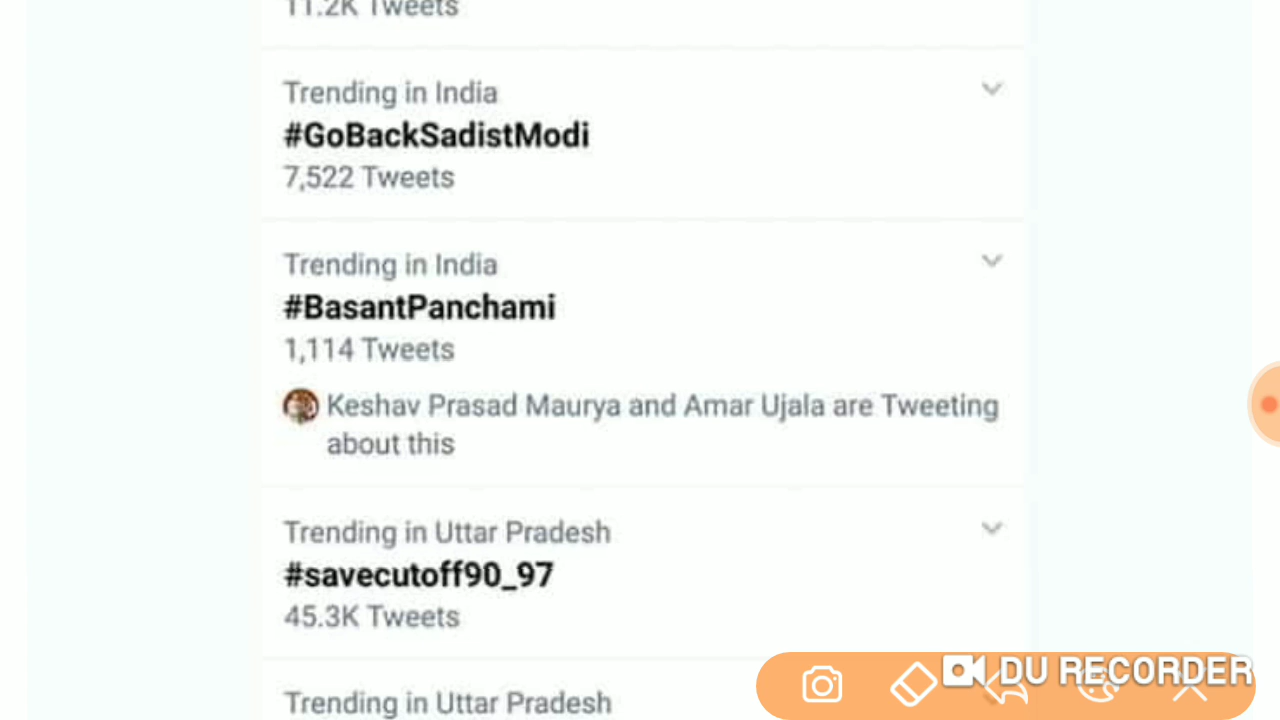 11.2K Tweets
Trending in India
#GoBackSadistModi
7,522 Tweets
Trending in India
#BasantPanchami
1,114 Tweets
Keshav Prasad Maurya and Amar Ujala are Tweeting
about this
Trending in Uttar Pradesh
#savecutoff90_97
45.3K Tweets
DU RECORDER
Trending in Uttar Pradesh